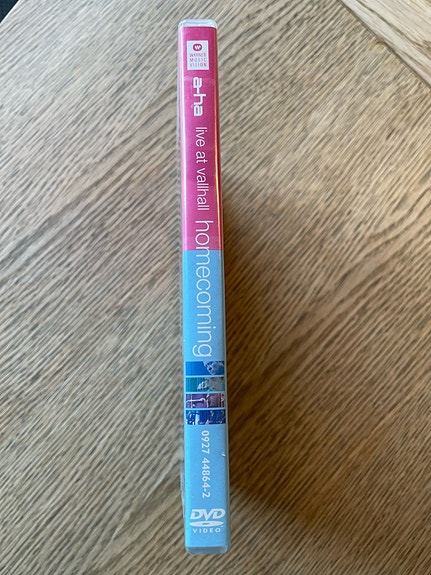 WARNER
MUSIC
VISION
a-ha
live at vallhall
homecoming
0927 44864-2
DVD
VIDEO